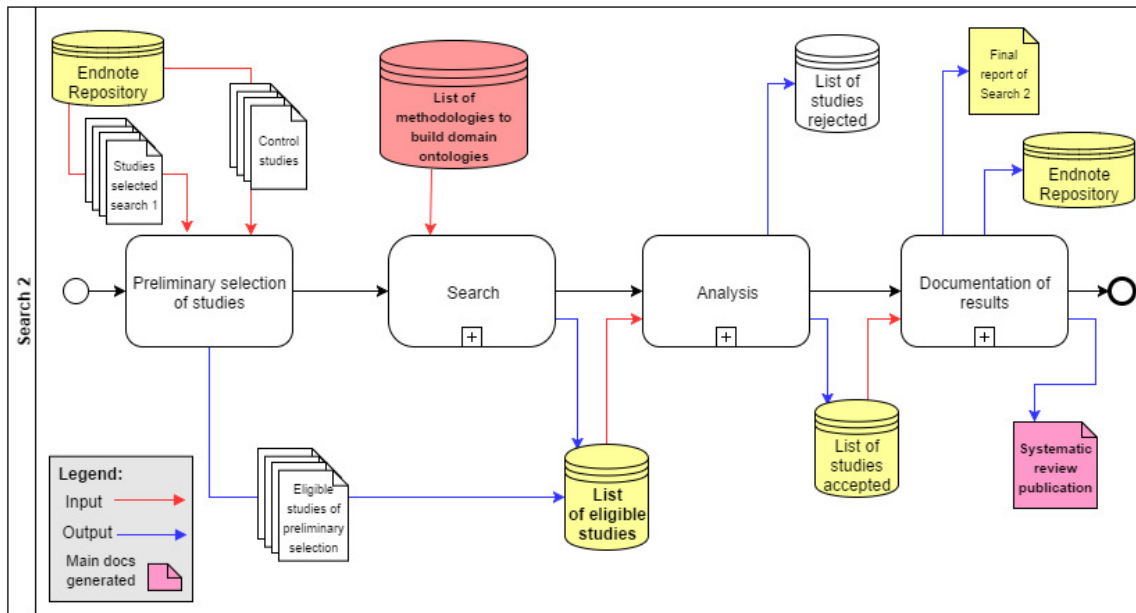 Search 2
Endnote
Repository
Studies
selected
search 1
Control
studies
List of
methodologies to
build domain
ontologies
List of
studies
rejected
Final
report of
Search 2
Endnote
Repository
Preliminary selection
of studies
Search
+
Analysis
+
Documentation of
results
+
Eligible
studies of
preliminary
selection
List
of eligible
studies
List of
studies
accepted
Systematic
review
publication
Legend:
Input
Output
Main docs
generated